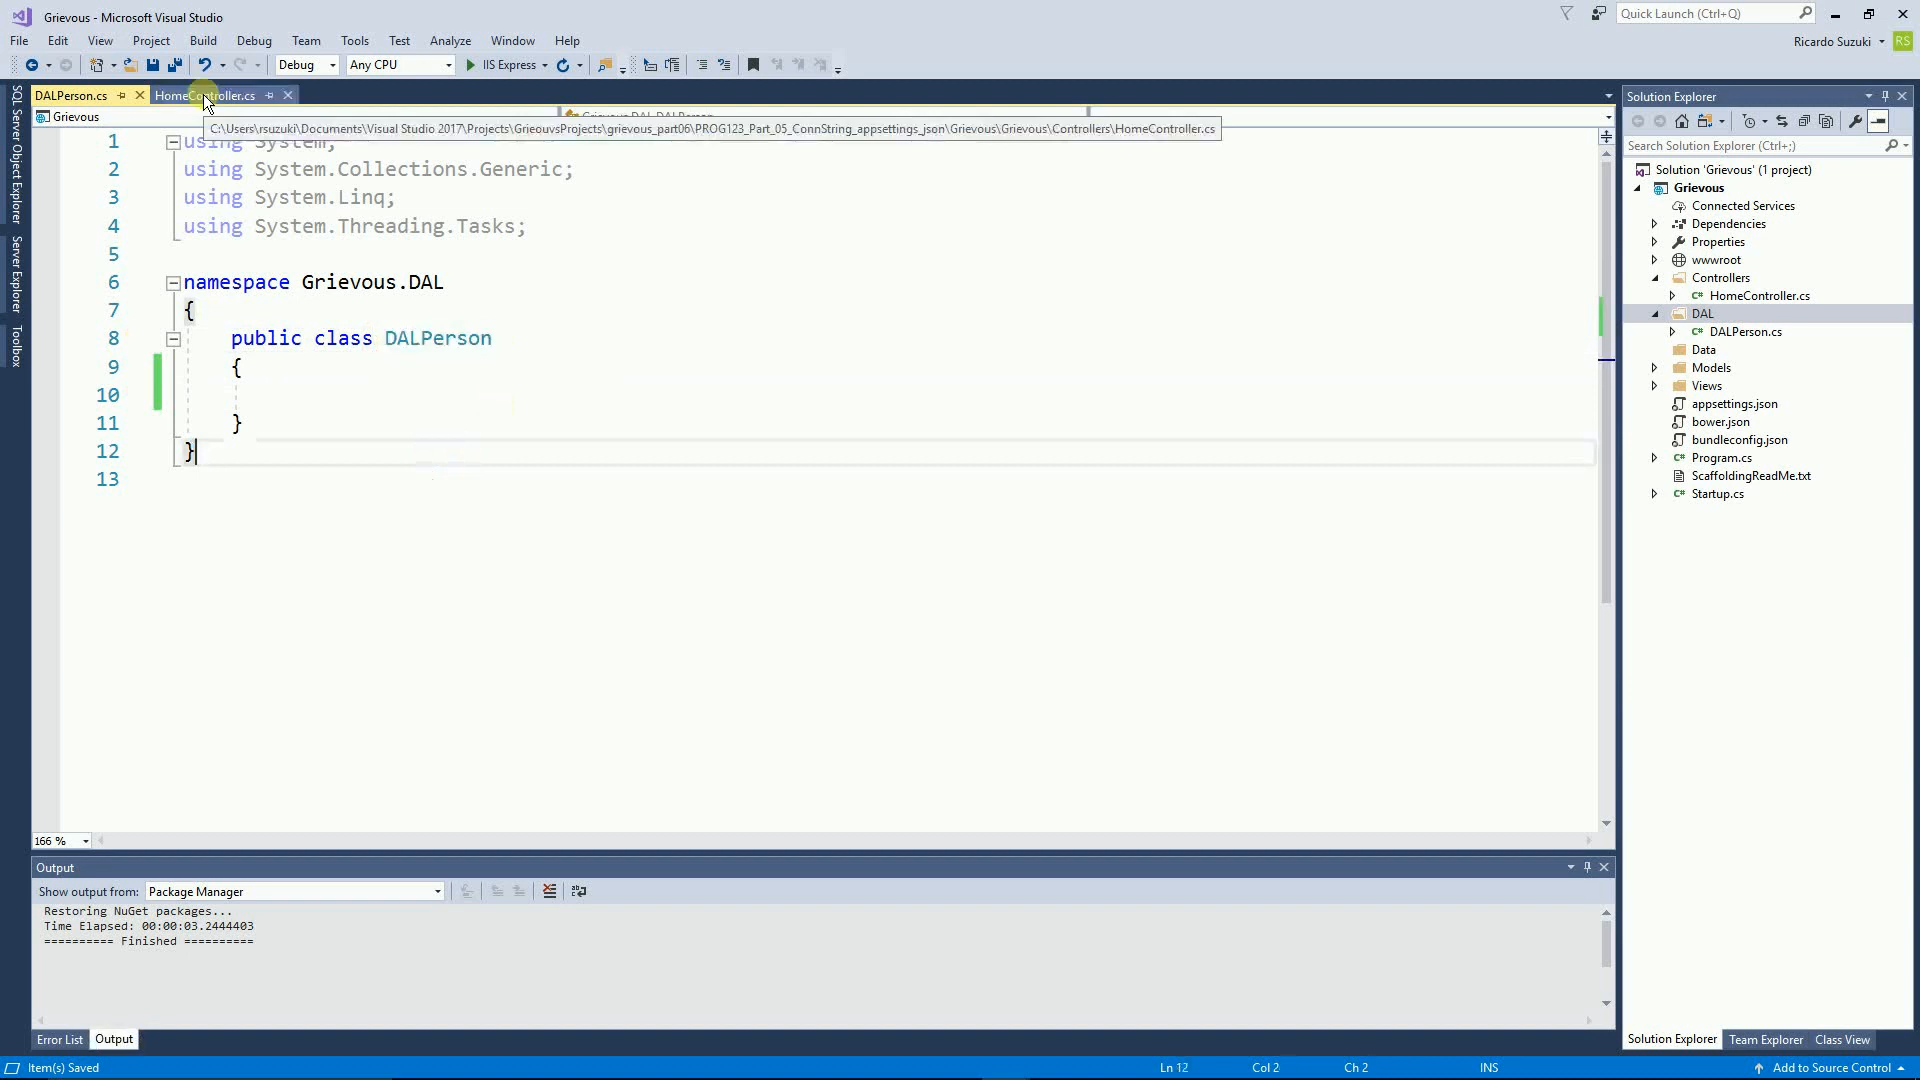 Grievous - Microsoft Visual Studio
Quick Launch (Ctrl+Q)
File Edit View Project Build Debug Team Tools Test Analyze Window Help
Ricardo Suzuki RS
Debug Any CPU IIS Express
DALPerson.cs HomeController.cs
Grievous
C:\Users\rsuzuki\Documents\Visual Studio 2017\Projects\GrieouvsProjects\grievous_part06\PROG123_Part_05_ConnString_appsettings_json\Grievous\Grievous\Controllers\HomeController.cs
1 using System;
2 using System.Collections.Generic;
3 using System.Linq;
4 using System.Threading.Tasks;
5
6 namespace Grievous.DAL
7 {
8 public class DALPerson
9 {
10
11 }
12 }
13
166 %
SQL Server Object Explorer
Server Explorer
Toolbox
Output
Show output from: Package Manager
Restoring NuGet packages...
Time Elapsed: 00:00:03.2444403
========== Finished ==========
Error List Output
Solution Explorer
Search Solution Explorer (Ctrl+;)
Solution 'Grievous' (1 project)
Grievous
Connected Services
Dependencies
Properties
wwwroot
Controllers
C# HomeController.cs
DAL
C# DALPerson.cs
Data
Models
Views
appsettings.json
bower.json
bundleconfig.json
C# Program.cs
ScaffoldingReadMe.txt
C# Startup.cs
Solution Explorer Team Explorer Class View
Item(s) Saved Ln 12 Col 2 Ch 2 INS Add to Source Control